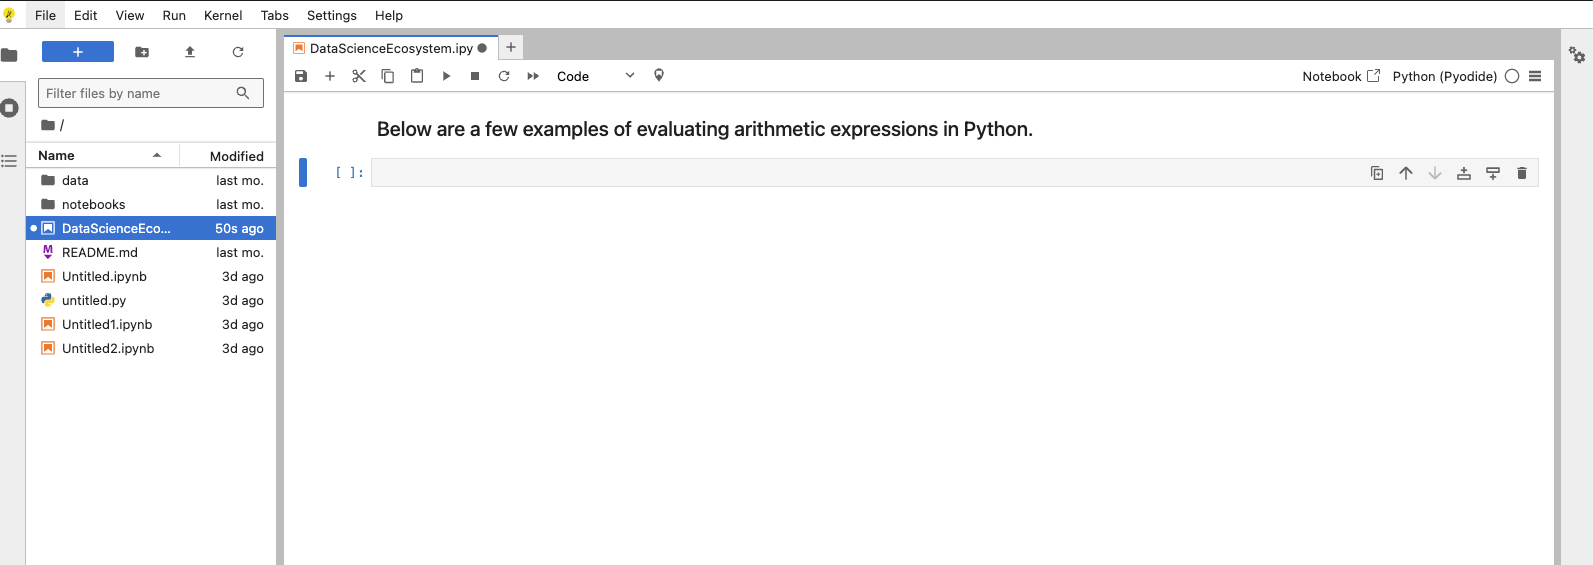 File Edit View Run Kernel Tabs Settings Help
DataScienceEcosystem.ipy
Code
Notebook Python (Pyodide)
Filter files by name
/
Name Modified
data last mo.
notebooks last mo.
DataScienceEco... 50s ago
README.md last mo.
Untitled.ipynb 3d ago
untitled.py 3d ago
Untitled1.ipynb 3d ago
Untitled2.ipynb 3d ago
Below are a few examples of evaluating arithmetic expressions in Python.
[ ]: